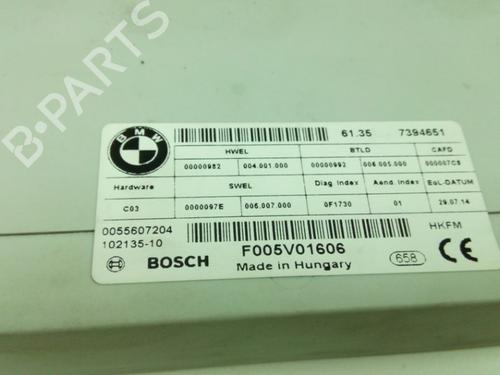 B-PARTS
BMW
61.35 7394651
HWEL BTLD CAFD
00000982 004.001.000 00000992 006.005.000 000007C8
Hardware SWEL Diag Index Aend. Index EoL-DATUM
C03 0000097E 006.007.000 0F1730 01 29.07.14
0055607204 HKFM
102135-10
BOSCH F005V01606
Made in Hungary 658 CE